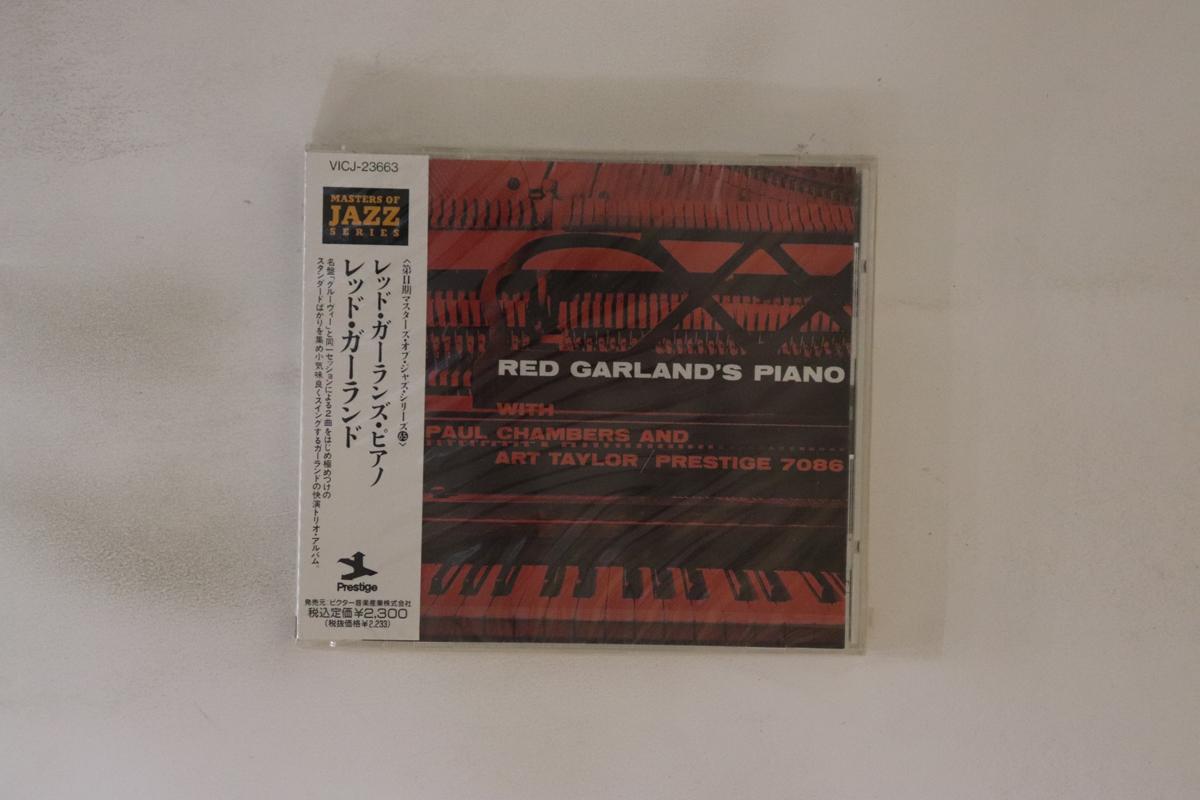 VICJ-23663
MASTERS OF
JAZZ
SERIES
〈第II期マスターズ・オブ・ジャズ・シリーズ65〉
レッド・ガーランズ・ピアノ
レッド・ガーランド
名盤「グルーヴィー」と同一セッションによる2曲をはじめ極めつけの
スタンダードばかりを集め小気味良くスイングするガーランドの快演トリオ・アルバム。
Prestige
発売元 ビクター音楽産業株式会社
税込定価¥2,300
(税抜価格¥2,233)
RED GARLAND'S PIANO
WITH
PAUL CHAMBERS AND
ART TAYLOR / PRESTIGE 7086